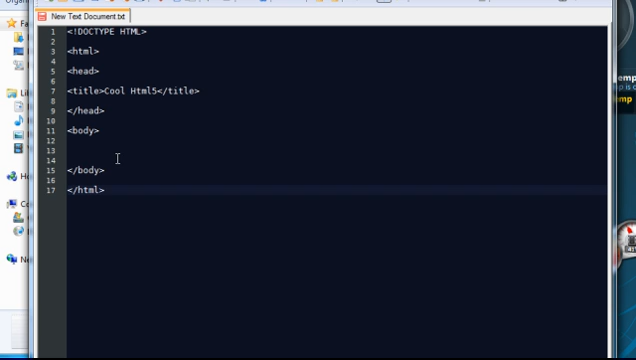 New Text Document.txt
1 <!DOCTYPE HTML>
2
3 <html>
4
5 <head>
6
7 <title>Cool Html5</title>
8
9 </head>
10
11 <body>
12
13
14
15 </body>
16
17 </html>